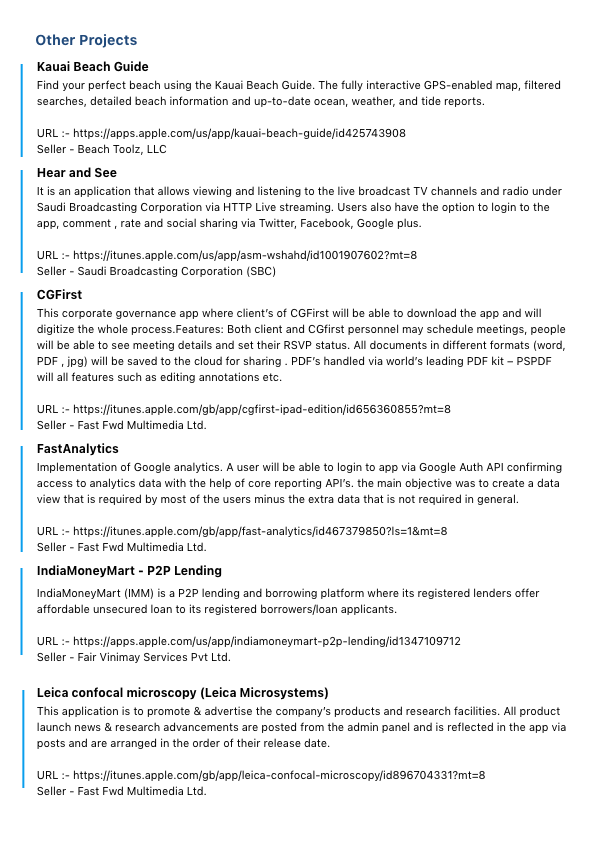 Other Projects
Kauai Beach Guide
Find your perfect beach using the Kauai Beach Guide. The fully interactive GPS-enabled map, filtered
searches, detailed beach information and up-to-date ocean, weather, and tide reports.
URL :- https://apps.apple.com/us/app/kauai-beach-guide/id425743908
Seller - Beach Toolz, LLC
Hear and See
It is an application that allows viewing and listening to the live broadcast TV channels and radio under
Saudi Broadcasting Corporation via HTTP Live streaming. Users also have the option to login to the
app, comment , rate and social sharing via Twitter, Facebook, Google plus.
URL :- https://itunes.apple.com/us/app/asm-wshahd/id1001907602?mt=8
Seller - Saudi Broadcasting Corporation (SBC)
CGFirst
This corporate governance app where client's of CGFirst will be able to download the app and will
digitize the whole process.Features: Both client and CGfirst personnel may schedule meetings, people
will be able to see meeting details and set their RSVP status. All documents in different formats (word,
PDF , jpg) will be saved to the cloud for sharing . PDF's handled via world's leading PDF kit – PSPDF
will all features such as editing annotations etc.
URL :- https://itunes.apple.com/gb/app/cgfirst-ipad-edition/id656360855?mt=8
Seller - Fast Fwd Multimedia Ltd.
FastAnalytics
Implementation of Google analytics. A user will be able to login to app via Google Auth API confirming
access to analytics data with the help of core reporting API's. the main objective was to create a data
view that is required by most of the users minus the extra data that is not required in general.
URL :- https://itunes.apple.com/gb/app/fast-analytics/id467379850?ls=1&mt=8
Seller - Fast Fwd Multimedia Ltd.
IndiaMoneyMart - P2P Lending
IndiaMoneyMart (IMM) is a P2P lending and borrowing platform where its registered lenders offer
affordable unsecured loan to its registered borrowers/loan applicants.
URL :- https://apps.apple.com/us/app/indiamoneymart-p2p-lending/id1347109712
Seller - Fair Vinimay Services Pvt Ltd.
Leica confocal microscopy (Leica Microsystems)
This application is to promote & advertise the company's products and research facilities. All product
launch news & research advancements are posted from the admin panel and is reflected in the app via
posts and are arranged in the order of their release date.
URL :- https://itunes.apple.com/gb/app/leica-confocal-microscopy/id896704331?mt=8
Seller - Fast Fwd Multimedia Ltd.